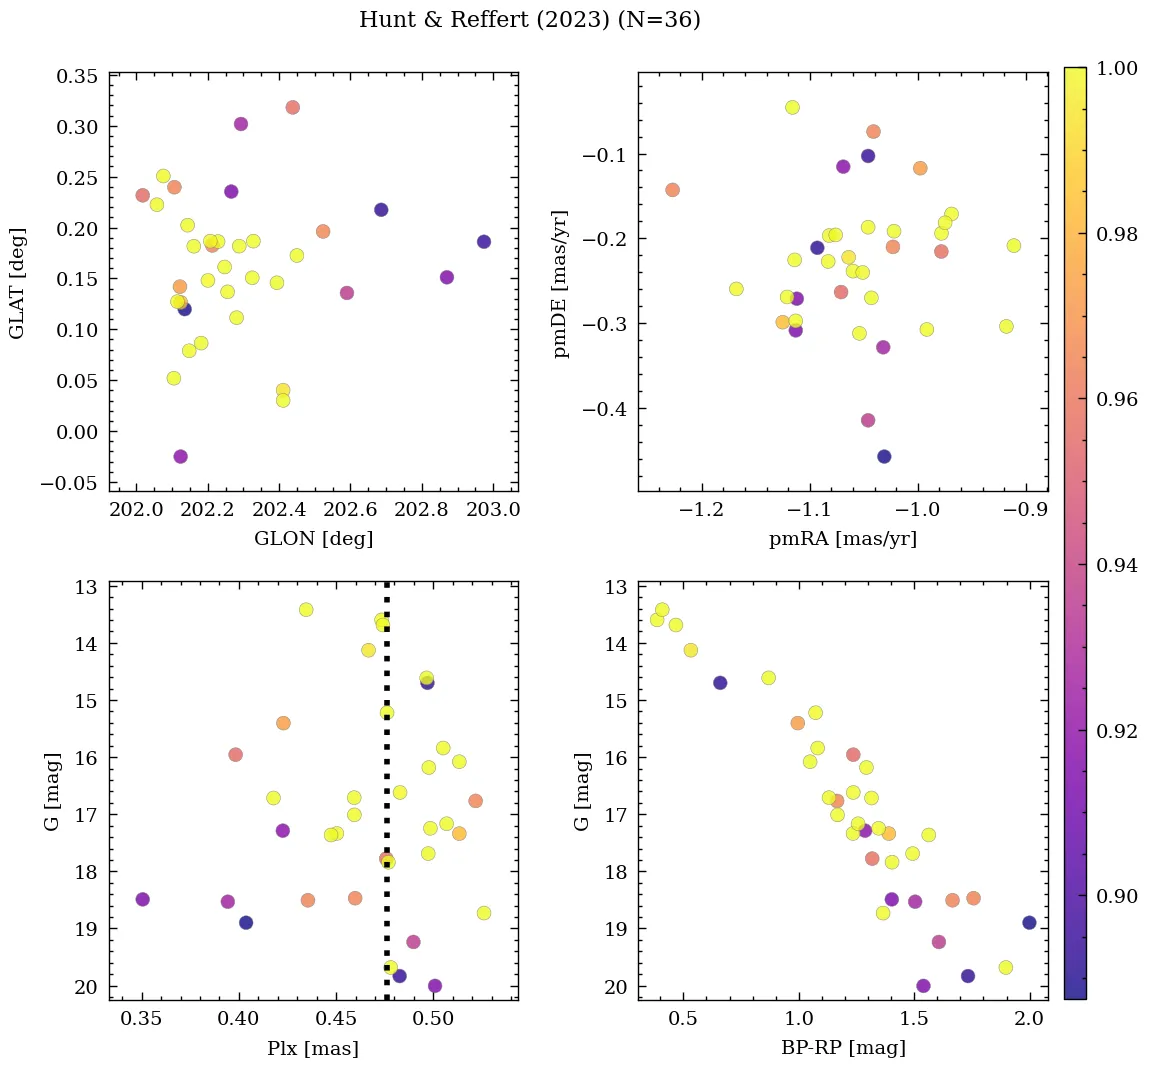 Hunt & Reffert (2023) (N=36)
0.35
0.30
0.25
0.20
0.15
0.10
0.05
0.00
−0.05
GLAT [deg]
202.0 202.2 202.4 202.6 202.8 203.0
GLON [deg]
−0.1
−0.2
−0.3
−0.4
pmDE [mas/yr]
−1.2 −1.1 −1.0 −0.9
pmRA [mas/yr]
13
14
15
16
17
18
19
20
G [mag]
0.35 0.40 0.45 0.50
Plx [mas]
13
14
15
16
17
18
19
20
G [mag]
0.5 1.0 1.5 2.0
BP-RP [mag]
1.00
0.98
0.96
0.94
0.92
0.90